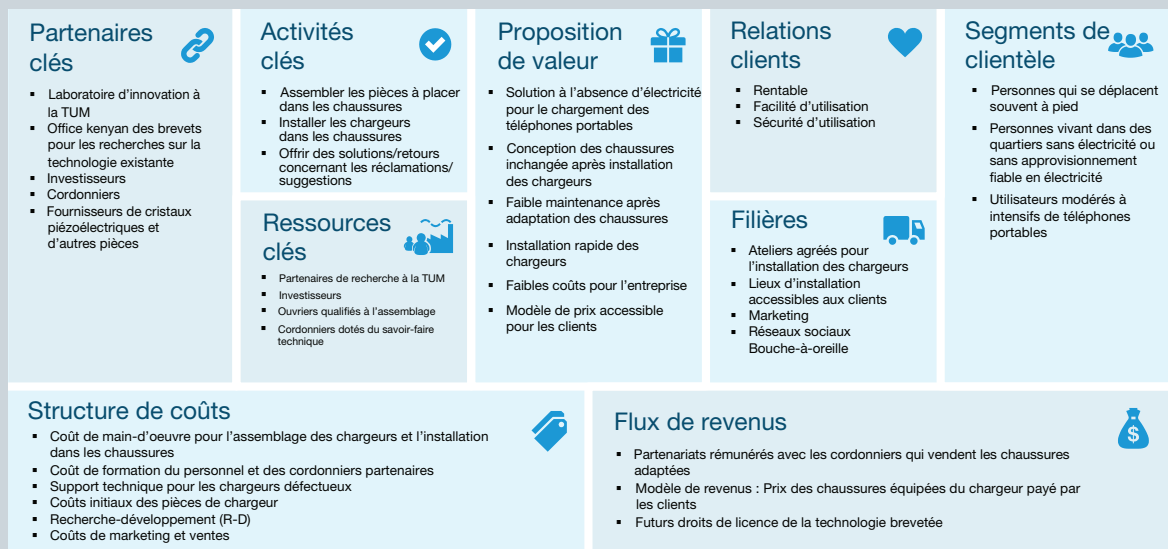 Partenaires
clés
▪ Laboratoire d’innovation à
la TUM
▪ Office kenyan des brevets
pour les recherches sur la
technologie existante
▪ Investisseurs
▪ Cordonniers
▪ Fournisseurs de cristaux
piézoélectriques et
d’autres pièces
Activités
clés
▪ Assembler les pièces à placer
dans les chaussures
▪ Installer les chargeurs
dans les chaussures
▪ Offrir des solutions/retours
concernant les réclamations/
suggestions
Ressources
clés
▪ Partenaires de recherche à la TUM
▪ Investisseurs
▪ Ouvriers qualifiés à l’assemblage
▪ Cordonniers dotés du savoir-faire
technique
Proposition
de valeur
▪ Solution à l’absence d’électricité
pour le chargement des
téléphones portables
▪ Conception des chaussures
inchangée après installation
des chargeurs
▪ Faible maintenance après
adaptation des chaussures
▪ Installation rapide des
chargeurs
▪ Faibles coûts pour l’entreprise
▪ Modèle de prix accessible
pour les clients
Relations
clients
▪ Rentable
▪ Facilité d’utilisation
▪ Sécurité d’utilisation
Filières
▪ Ateliers agréés pour
l’installation des chargeurs
▪ Lieux d’installation
accessibles aux clients
▪ Marketing
▪ Réseaux sociaux
Bouche-à-oreille
Segments de
clientèle
▪ Personnes qui se déplacent
souvent à pied
▪ Personnes vivant dans des
quartiers sans électricité ou
sans approvisionnement
fiable en électricité
▪ Utilisateurs modérés à
intensifs de téléphones
portables
Structure de coûts
▪ Coût de main-d’oeuvre pour l’assemblage des chargeurs et l’installation
dans les chaussures
▪ Coût de formation du personnel et des cordonniers partenaires
▪ Support technique pour les chargeurs défectueux
▪ Coûts initiaux des pièces de chargeur
▪ Recherche-développement (R-D)
▪ Coûts de marketing et ventes
Flux de revenus
$
▪ Partenariats rémunérés avec les cordonniers qui vendent les chaussures
adaptées
▪ Modèle de revenus : Prix des chaussures équipées du chargeur payé par
les clients
▪ Futurs droits de licence de la technologie brevetée